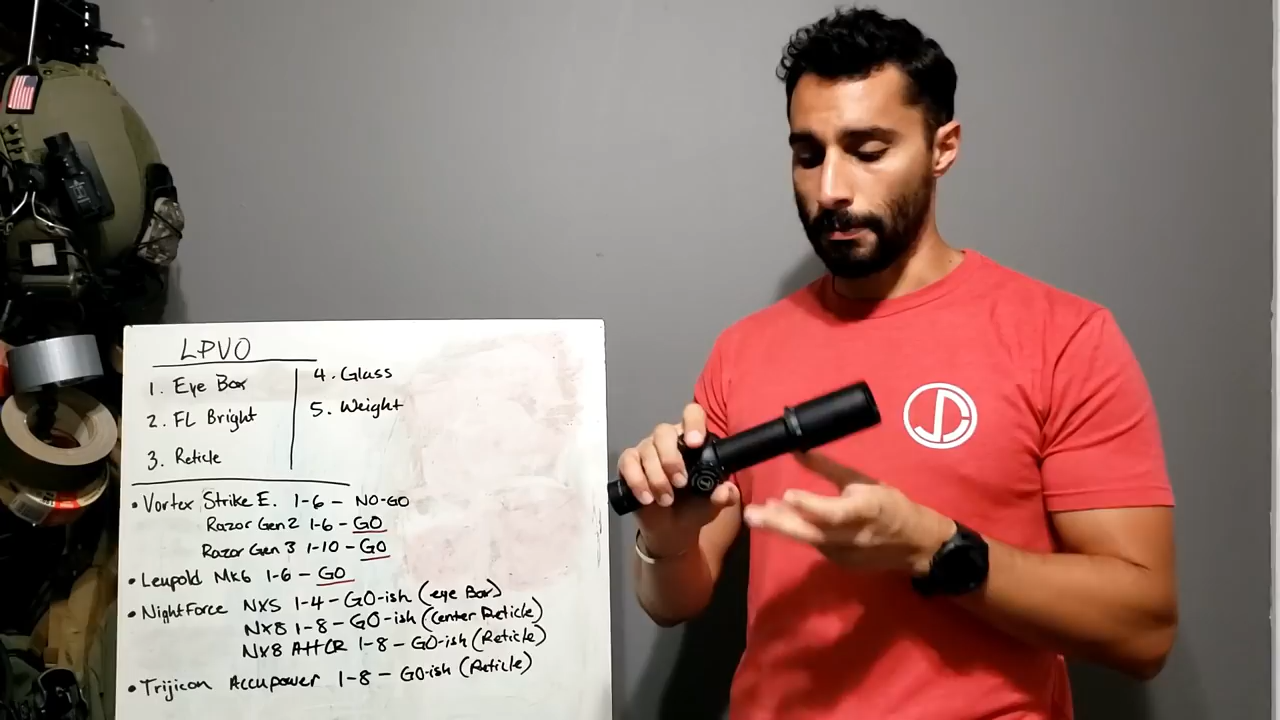 LPVO
1. Eye Box
2. FL Bright
3. Reticle
4. Glass
5. Weight
• Vortex Strike E. 1-6 - NO-GO
Razor Gen2 1-6 - GO
Razor Gen 3 1-10 - GO
• Leupold MK6 1-6 - GO
• NightForce NXS 1-4 - GO-ish (eye Box)
NX8 1-8 - GO-ish (center Reticle)
NX8 ATACR 1-8 - GO-ish (Reticle)
• Trijicon Accupower 1-8 - GO-ish (Reticle)
JC